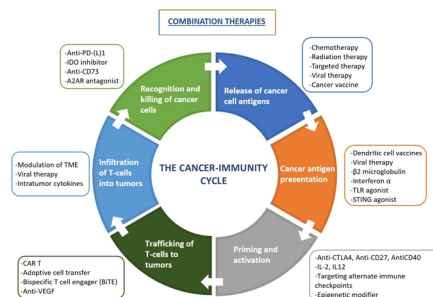 COMBINATION THERAPIES
-Anti-PD-(L)1
-IDO inhibitor
-Anti-CD73
-A2AR antagonist
Recognition and
killing of cancer
cells
Release of cancer
cell antigens
-Chemotherapy
-Radiation therapy
-Targeted therapy
-Viral therapy
-Cancer vaccine
-Modulation of TME
-Viral therapy
-Intratumor cytokines
Infiltration
of T-cells
into tumors
THE CANCER-IMMUNITY
CYCLE
Cancer antigen
presentation
-Dendritic cell vaccines
-Viral therapy
-β2 microglobulin
-Interferon α
-TLR agonist
-STING agonist
Trafficking of
T-cells to
tumors
Priming and
activation
-CAR T
-Adoptive cell transfer
-Bispecific T cell engager (BiTE)
-Anti-VEGF
-Anti-CTLA4, Anti-CD27, AntiCD40
-IL-2, IL12
-Targeting alternate immune
checkpoints
-Epigenetic modifier